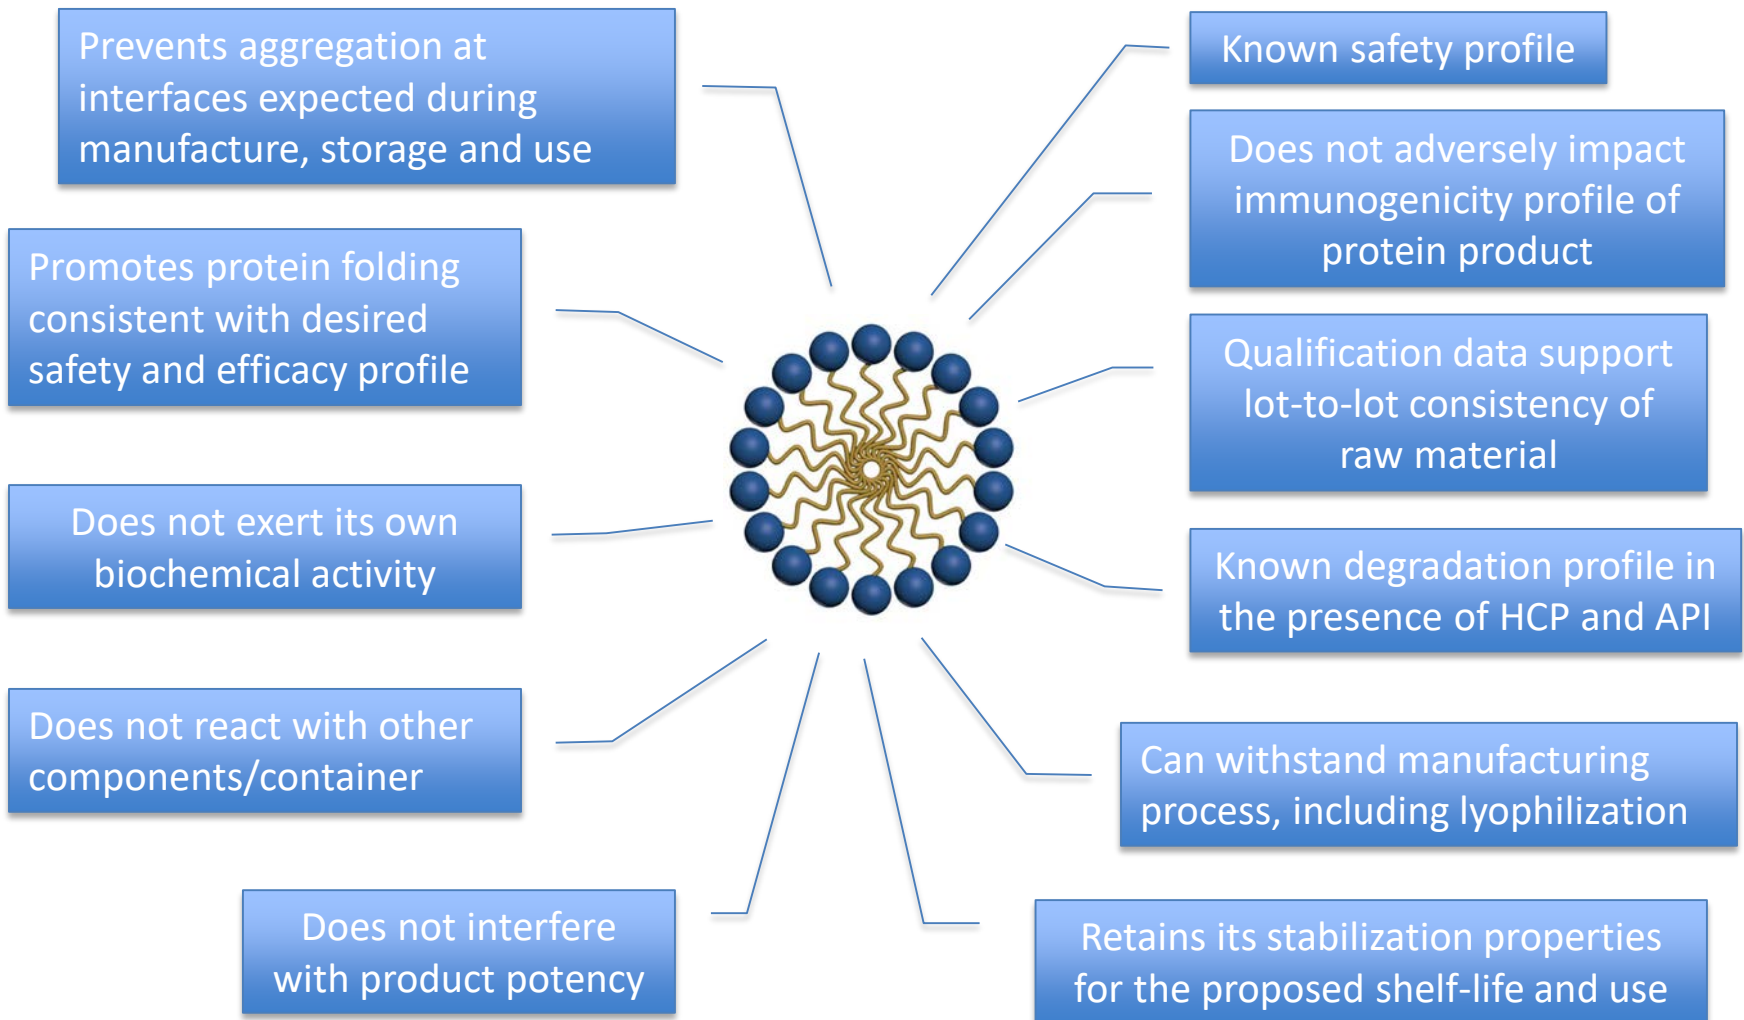 Prevents aggregation at
interfaces expected during
manufacture, storage and use
Promotes protein folding
consistent with desired
safety and efficacy profile
Does not exert its own
biochemical activity
Does not react with other
components/container
Does not interfere
with product potency
Known safety profile
Does not adversely impact
immunogenicity profile of
protein product
Qualification data support
lot-to-lot consistency of
raw material
Known degradation profile in
the presence of HCP and API
Can withstand manufacturing
process, including lyophilization
Retains its stabilization properties
for the proposed shelf-life and use